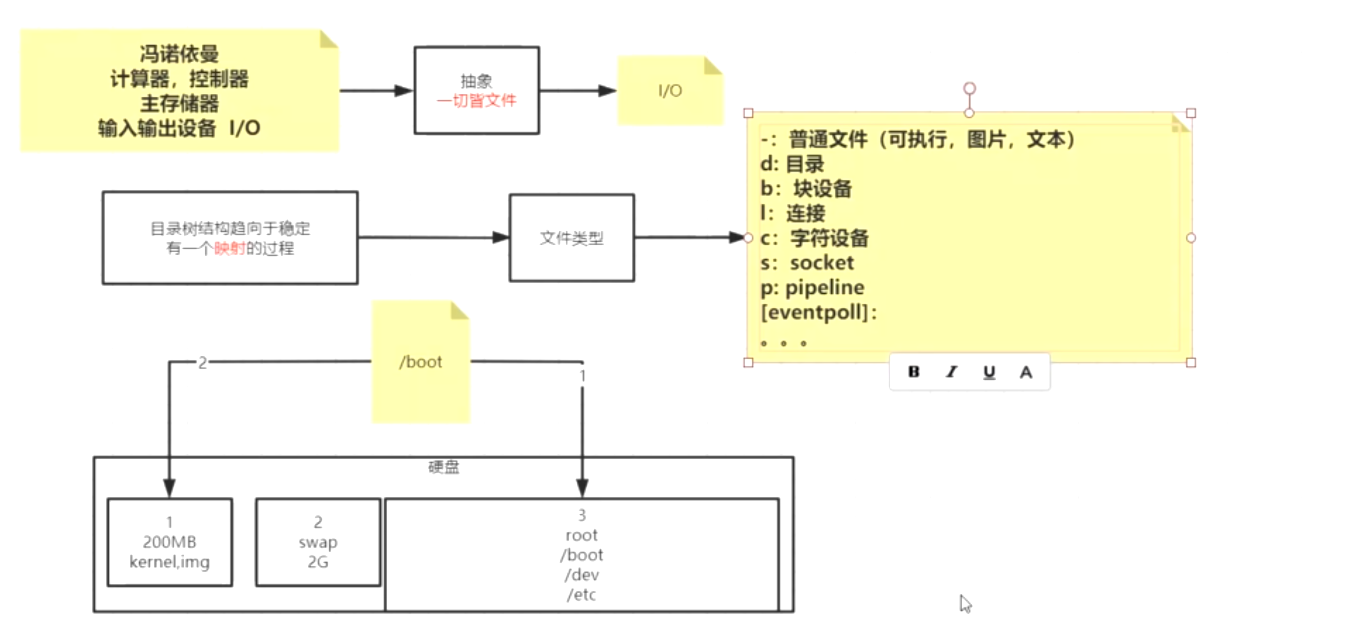 冯诺依曼
计算器，控制器
主存储器
输入输出设备 I/O
抽象
一切皆文件
I/O
-：普通文件（可执行，图片，文本）
d: 目录
b：块设备
l：连接
c：字符设备
s：socket
p: pipeline
[eventpoll]：
。。。
B I U A
目录树结构趋向于稳定
有一个映射的过程
文件类型
/boot
2
1
硬盘
1
200MB
kernel,img
2
swap
2G
3
root
/boot
/dev
/etc